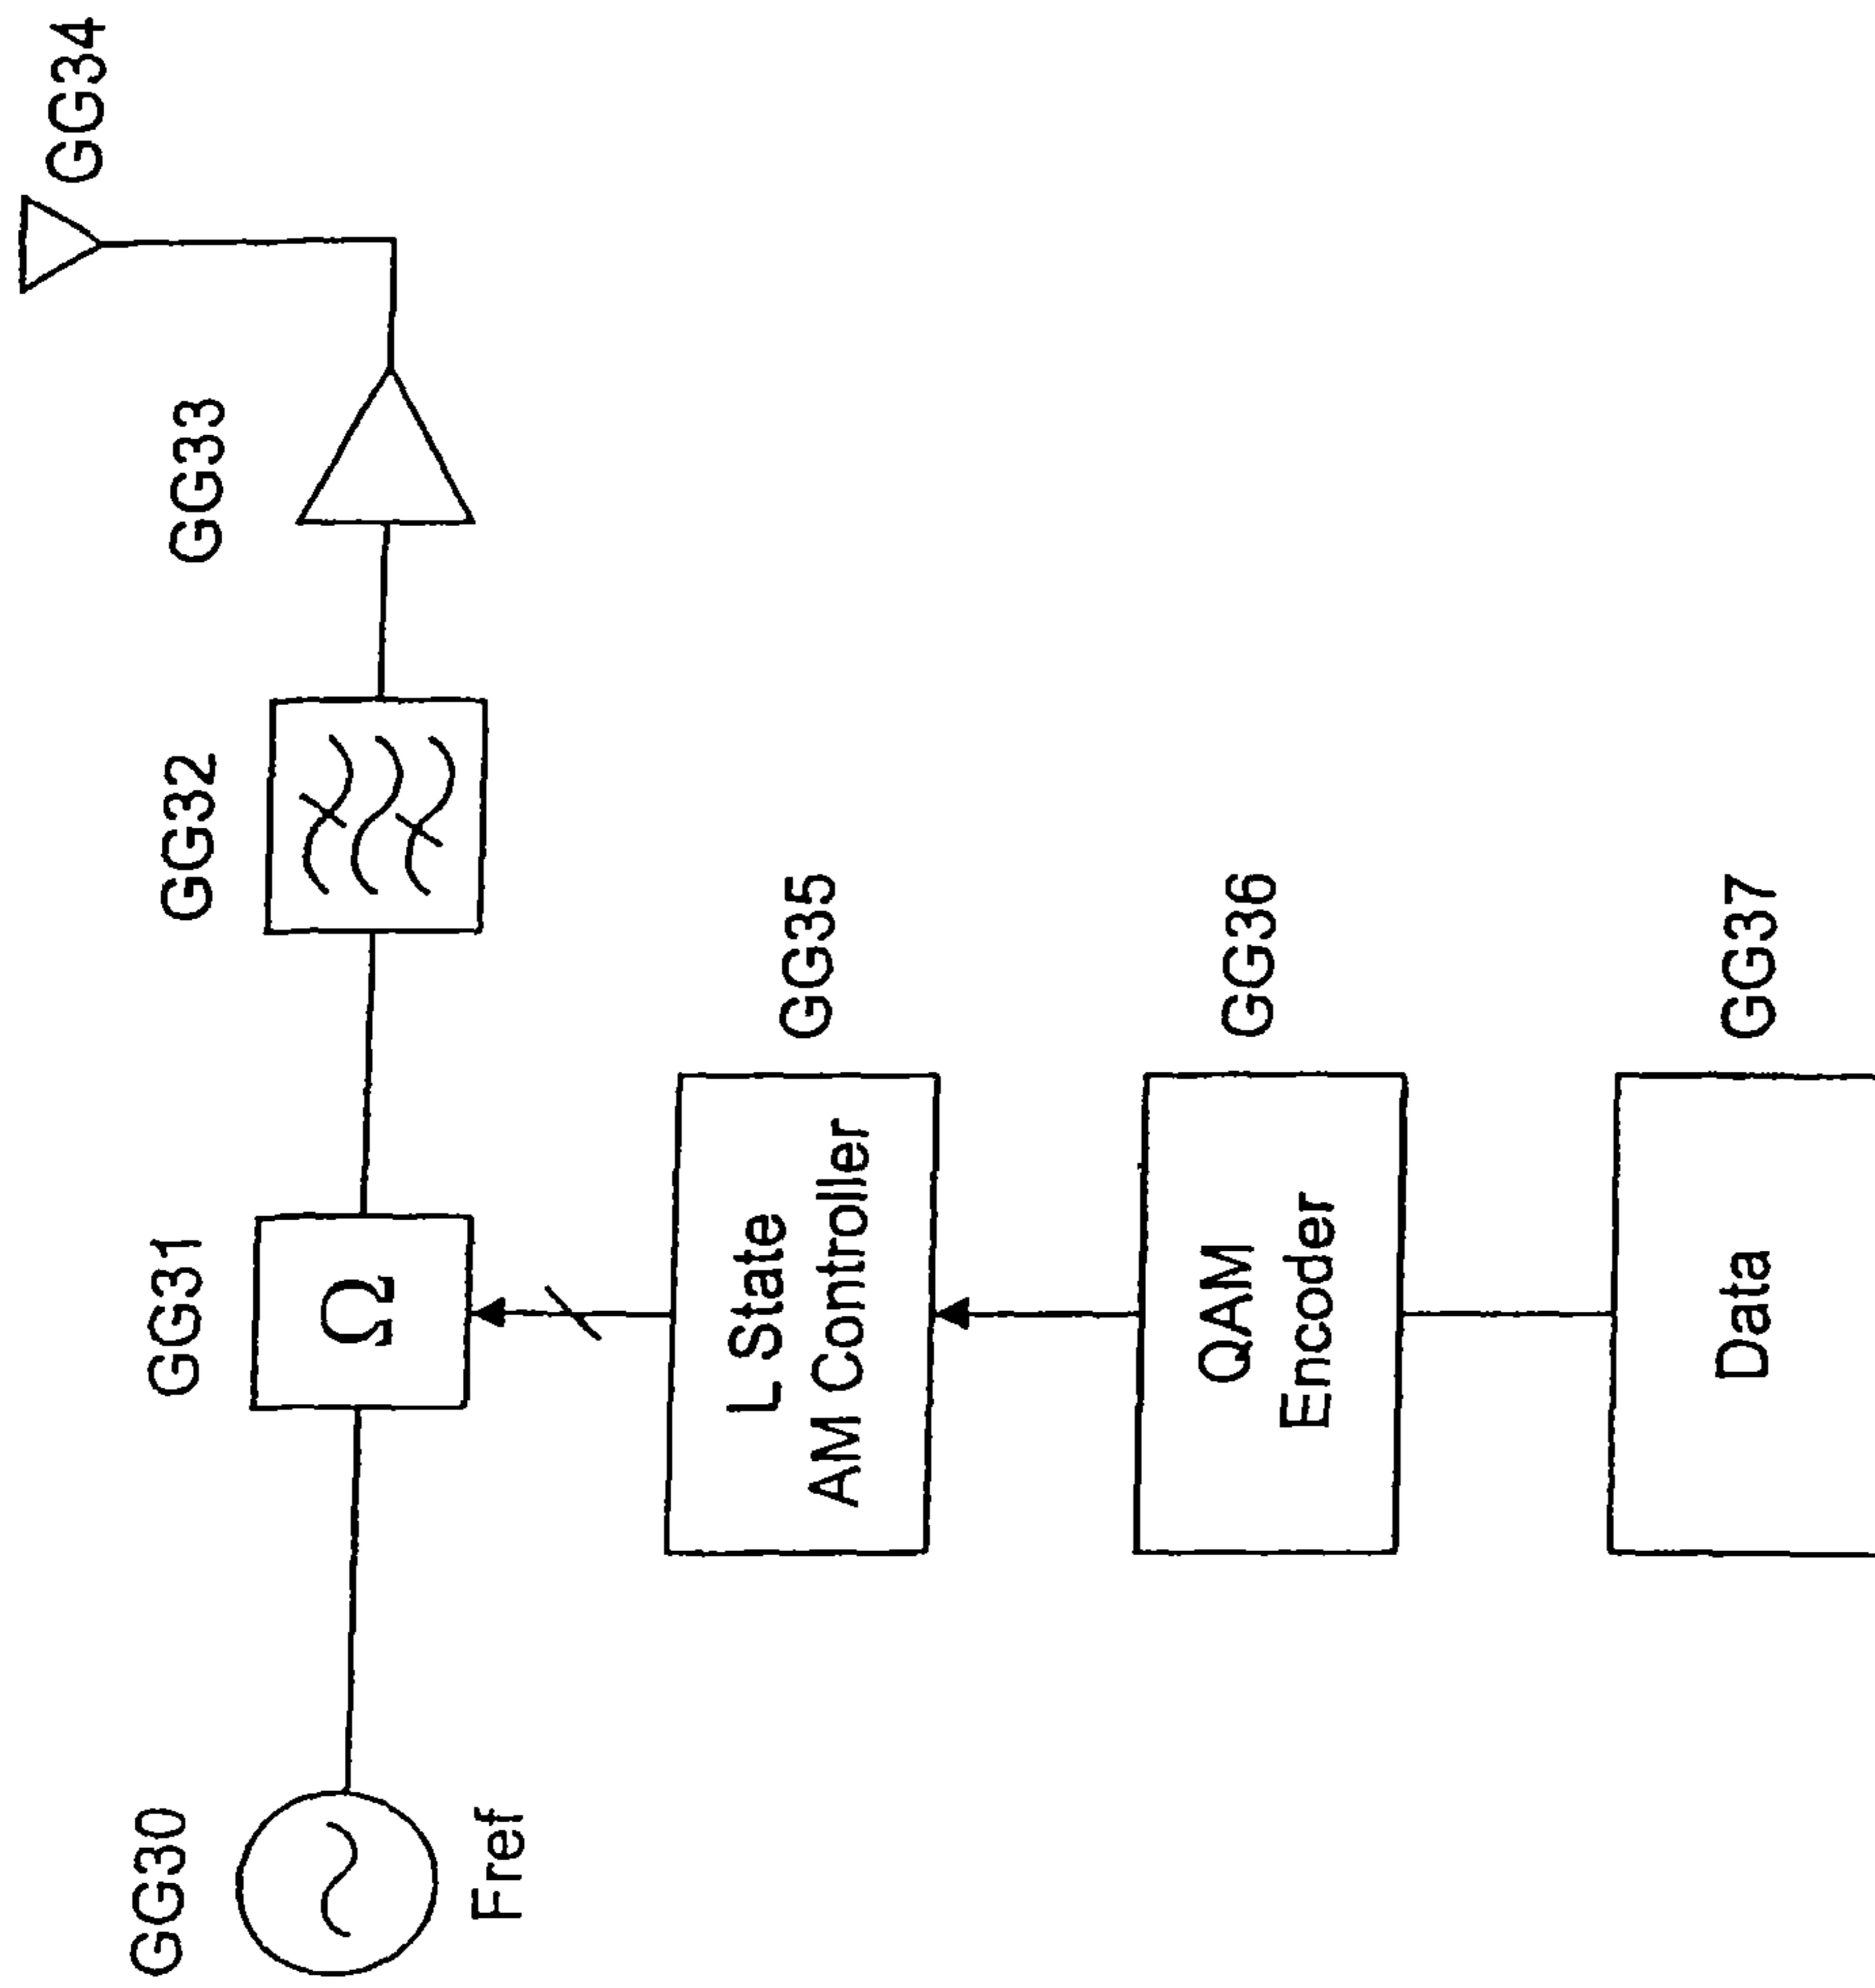 GG30
GG31
GG32
GG33
GG34
Ω
Fref
L State
AM Controller
GG35
QAM
Encoder
GG36
Data
GG37